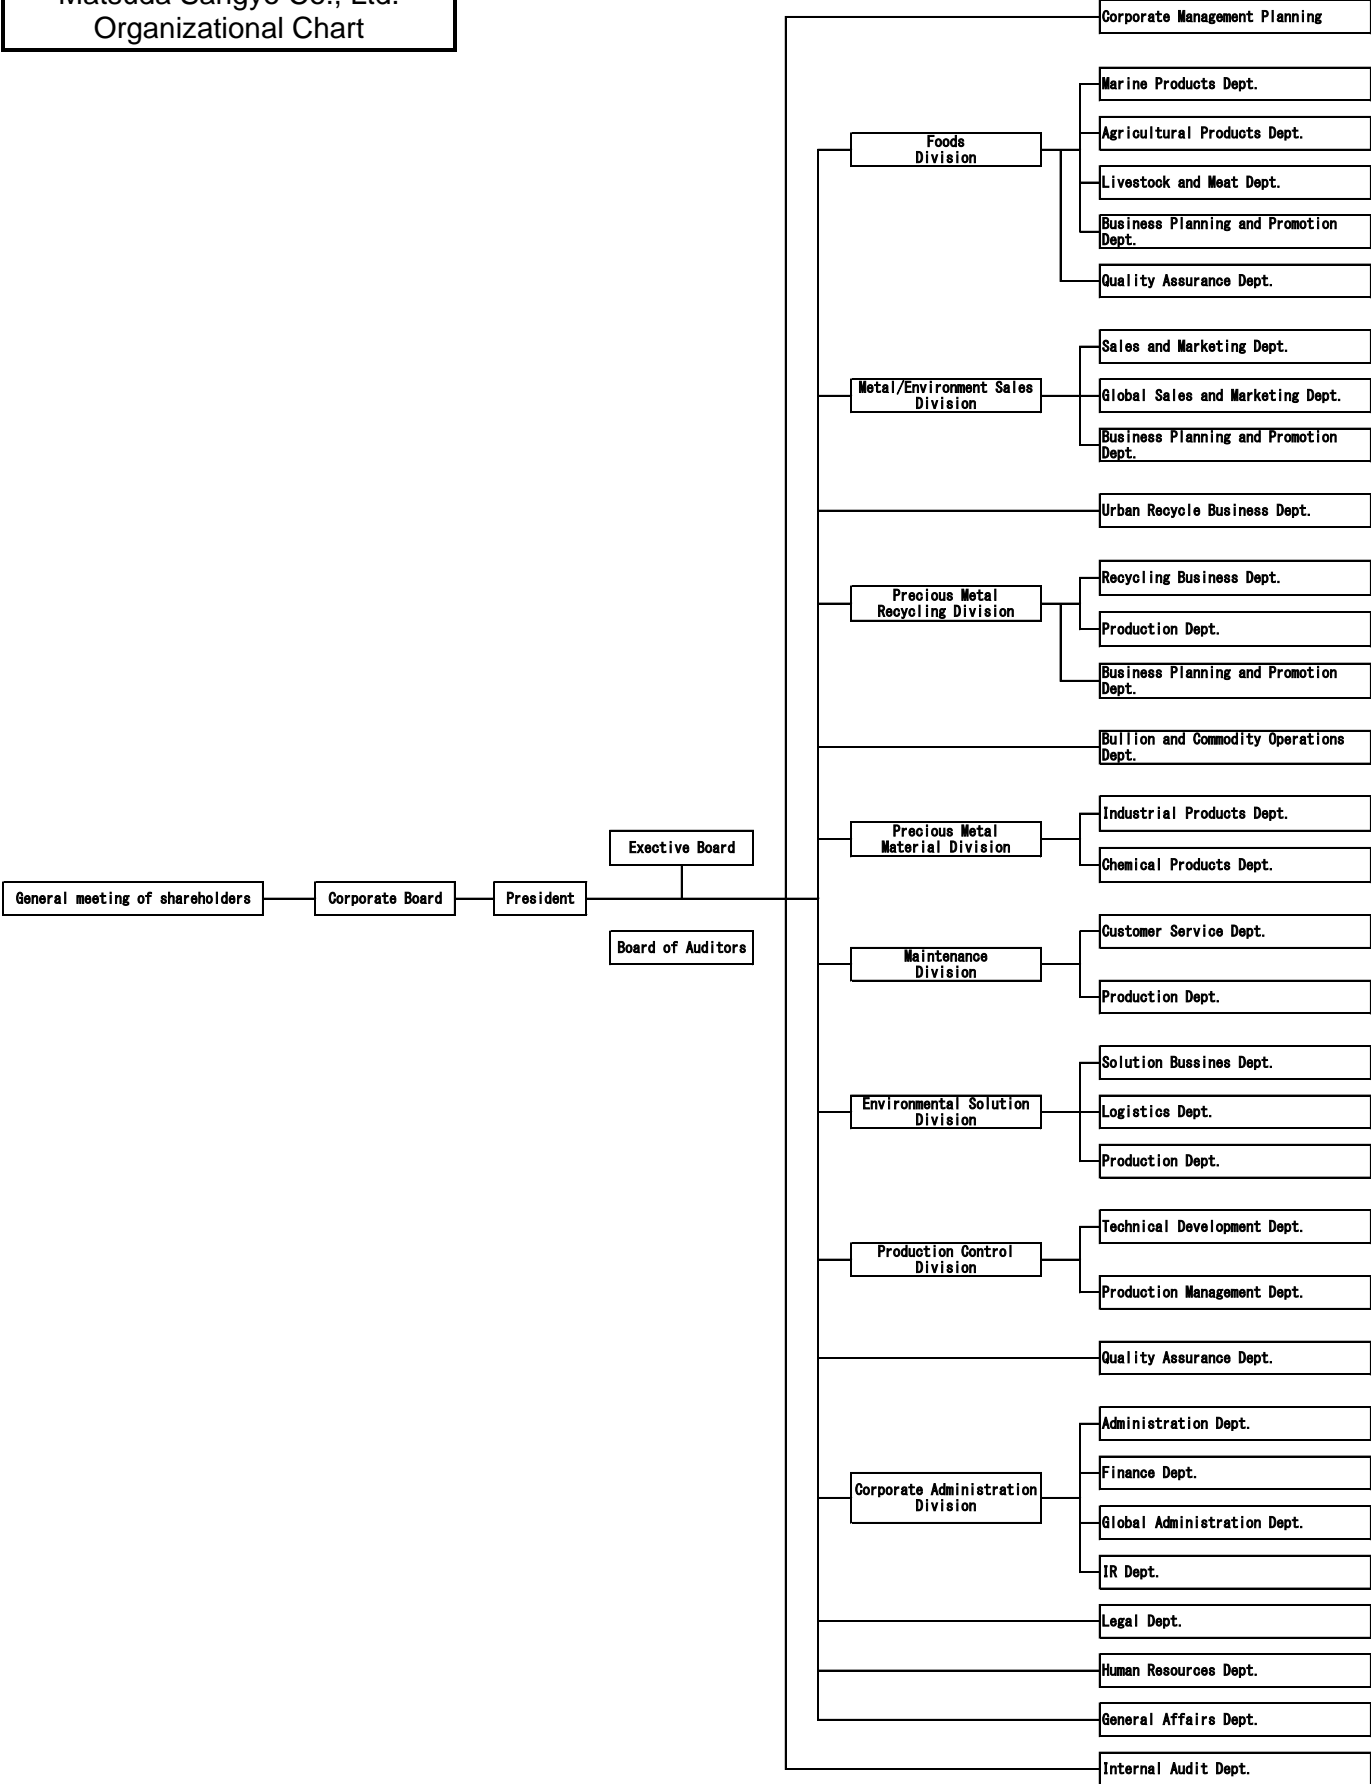 Matsuda Sangyo Co., Ltd.
Organizational Chart
Corporate Management Planning
Marine Products Dept.
Agricultural Products Dept.
Foods
Division
Livestock and Meat Dept.
Business Planning and Promotion
Dept.
Quality Assurance Dept.
Sales and Marketing Dept.
Metal/Environment Sales
Division
Global Sales and Marketing Dept.
Business Planning and Promotion
Dept.
Urban Recycle Business Dept.
Recycling Business Dept.
Precious Metal
Recycling Division
Production Dept.
Business Planning and Promotion
Dept.
Bullion and Commodity Operations
Dept.
Industrial Products Dept.
Precious Metal
Material Division
Chemical Products Dept.
Exective Board
General meeting of shareholders
Corporate Board
President
Board of Auditors
Customer Service Dept.
Maintenance
Division
Production Dept.
Solution Bussines Dept.
Environmental Solution
Division
Logistics Dept.
Production Dept.
Technical Development Dept.
Production Control
Division
Production Management Dept.
Quality Assurance Dept.
Administration Dept.
Finance Dept.
Corporate Administration
Division
Global Administration Dept.
IR Dept.
Legal Dept.
Human Resources Dept.
General Affairs Dept.
Internal Audit Dept.